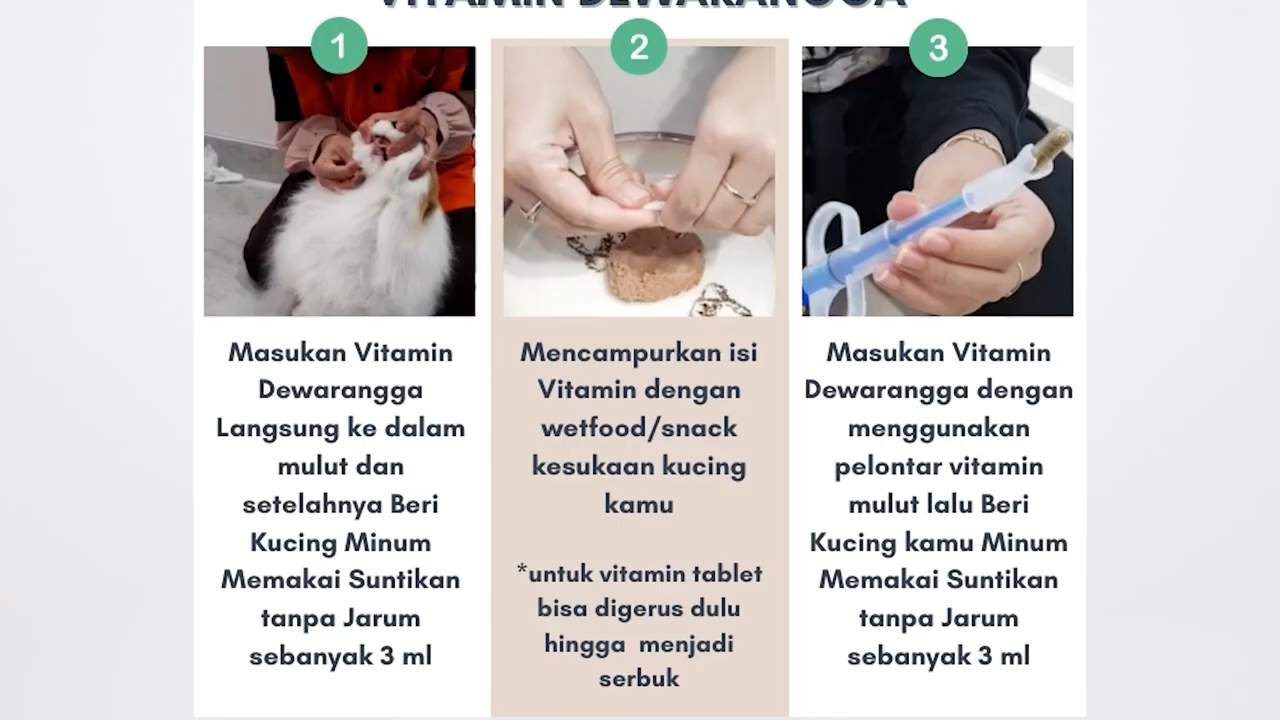 VITAMIN DEWARANGGA
1
Masukan Vitamin
Dewarangga
Langsung ke dalam
mulut dan
setelahnya Beri
Kucing Minum
Memakai Suntikan
tanpa Jarum
sebanyak 3 ml
2
Mencampurkan isi
Vitamin dengan
wetfood/snack
kesukaan kucing
kamu
*untuk vitamin tablet
bisa digerus dulu
hingga menjadi
serbuk
3
Masukan Vitamin
Dewarangga dengan
menggunakan
pelontar vitamin
mulut lalu Beri
Kucing kamu Minum
Memakai Suntikan
tanpa Jarum
sebanyak 3 ml